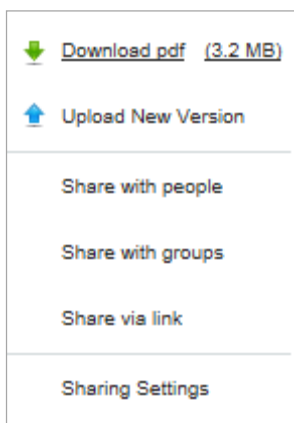 Download pdf (3.2 MB)
Upload New Version
Share with people
Share with groups
Share via link
Sharing Settings